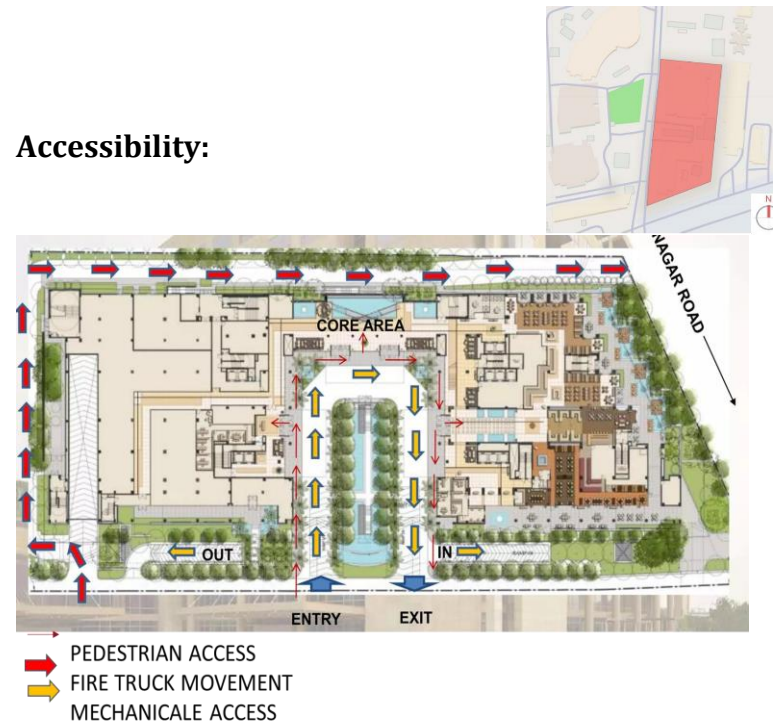 N
Accessibility:
NAGAR ROAD
CORE AREA
OUT
IN
ENTRY
EXIT
PEDESTRIAN ACCESS
FIRE TRUCK MOVEMENT
MECHANICALE ACCESS